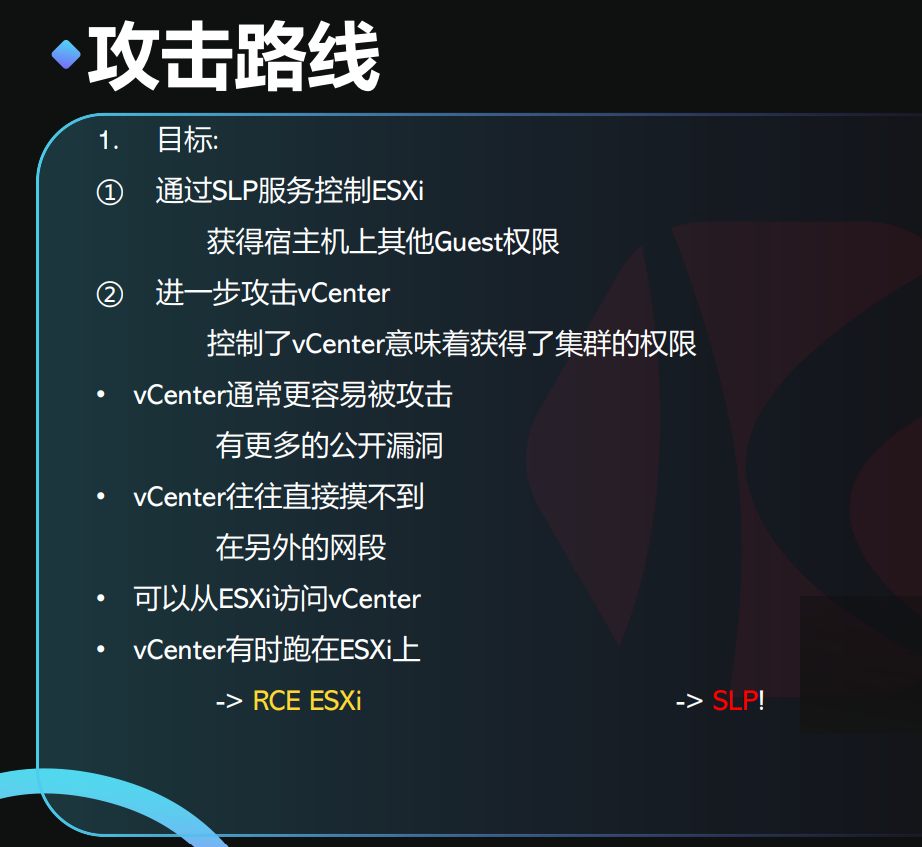 攻击路线
1. 目标:
① 通过SLP服务控制ESXi
获得宿主机上其他Guest权限
② 进一步攻击vCenter
控制了vCenter意味着获得了集群的权限
• vCenter通常更容易被攻击
有更多的公开漏洞
• vCenter往往直接摸不到
在另外的网段
• 可以从ESXi访问vCenter
• vCenter有时跑在ESXi上
-> RCE ESXi -> SLP!